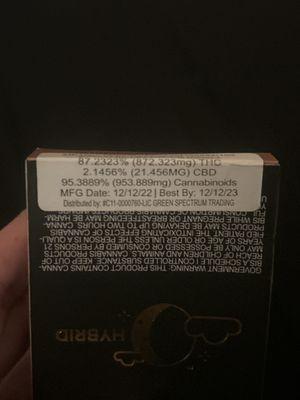 87.2323% (872.323mg) THC
2.1456% (21.456MG) CBD
95.3889% (953.889mg) Cannabinoids
MFG Date: 12/12/22 | Best By: 12/12/23
Distributed by: #C11-0000760-LIC GREEN SPECTRUM TRADING
HYBRID
GOVERNMENT WARNING: THIS PRODUCT CONTAINS CANNA-
BIS, A SCHEDULE I CONTROLLED SUBSTANCE. KEEP OUT OF
REACH OF CHILDREN AND ANIMALS. CANNABIS PRODUCTS
MAY ONLY BE POSSESSED OR CONSUMED BY PERSONS 21
YEARS OF AGE OR OLDER UNLESS THE PERSON IS A QUALI-
FIED PATIENT. THE INTOXICATING EFFECTS OF CANNABIS
PRODUCTS MAY BE DELAYED UP TO TWO HOURS. CANNA-
BIS USE WHILE PREGNANT OR BREASTFEEDING MAY BE HARM-
FUL. CONSUMPTION OF CANNABIS PRODUCTS